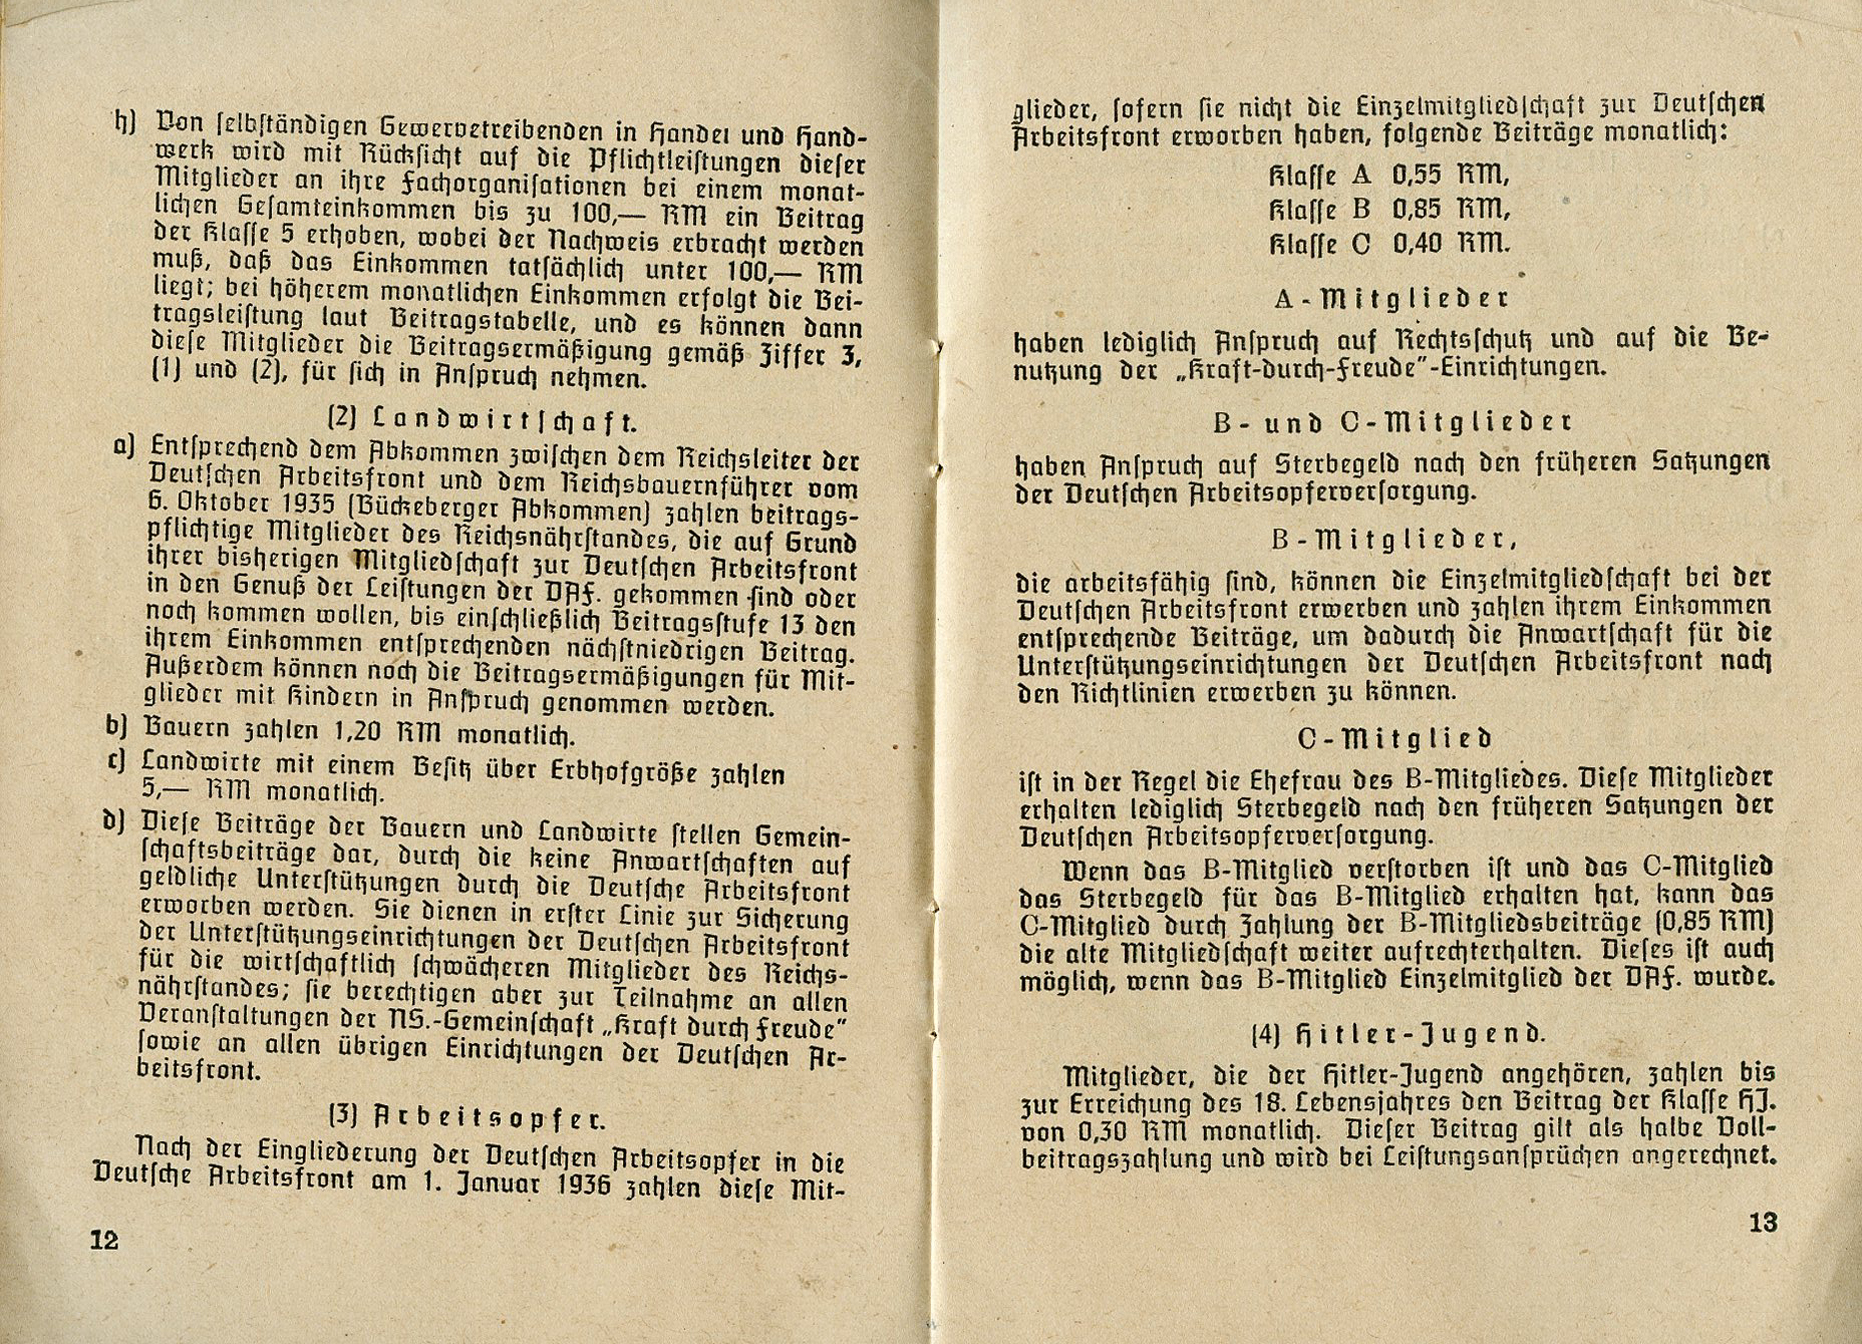 h) Von selbständigen Gewerbetreibenden in Handel und Hand-
werk wird mit Rücksicht auf die Pflichtleistungen dieser
Mitglieder an ihre Fachorganisationen bei einem monat-
lichen Gesamteinkommen bis zu 100,— RM ein Beitrag
der Klasse 5 erhoben, wobei der Nachweis erbracht werden
muß, daß das Einkommen tatsächlich unter 100,— RM
liegt; bei höherem monatlichen Einkommen erfolgt die Bei-
tragsleistung laut Beitragstabelle, und es können dann
diese Mitglieder die Beitragsermäßigung gemäß Ziffer 3,
(1) und (2), für sich in Anspruch nehmen.
(2) Landwirtschaft.
a) Entsprechend dem Abkommen zwischen dem Reichsleiter der
Deutschen Arbeitsfront und dem Reichsbauernführer vom
6. Oktober 1935 (Bückeberger Abkommen) zahlen beitrags-
pflichtige Mitglieder des Reichsnährstandes, die auf Grund
ihrer bisherigen Mitgliedschaft zur Deutschen Arbeitsfront
in den Genuß der Leistungen der DAF. gekommen sind oder
noch kommen wollen, bis einschließlich Beitragsstufe 13 den
ihrem Einkommen entsprechenden nächstniedrigen Beitrag.
Außerdem können noch die Beitragsermäßigungen für Mit-
glieder mit Kindern in Anspruch genommen werden.
b) Bauern zahlen 1,20 RM monatlich.
c) Landwirte mit einem Besitz über Erbhofgröße zahlen
5,— RM monatlich.
d) Diese Beiträge der Bauern und Landwirte stellen Gemein-
schaftsbeiträge dar, durch die keine Anwartschaften auf
geldliche Unterstützungen durch die Deutsche Arbeitsfront
erworben werden. Sie dienen in erster Linie zur Sicherung
der Unterstützungseinrichtungen der Deutschen Arbeitsfront
für die wirtschaftlich schwächeren Mitglieder des Reichs-
nährstandes; sie berechtigen aber zur Teilnahme an allen
Veranstaltungen der NS.-Gemeinschaft „Kraft durch Freude"
sowie an allen übrigen Einrichtungen der Deutschen Ar-
beitsfront.
(3) Arbeitsopfer.
Nach der Eingliederung der Deutschen Arbeitsopfer in die
Deutsche Arbeitsfront am 1. Januar 1936 zahlen diese Mit-
12
glieder, sofern sie nicht die Einzelmitgliedschaft zur Deutschen
Arbeitsfront erworben haben, folgende Beiträge monatlich:
Klasse A 0,55 RM,
Klasse B 0,85 RM,
Klasse C 0,40 RM.
A-Mitglieder
haben lediglich Anspruch auf Rechtsschutz und auf die Be-
nutzung der „Kraft-durch-Freude"-Einrichtungen.
B- und C-Mitglieder
haben Anspruch auf Sterbegeld nach den früheren Satzungen
der Deutschen Arbeitsopferversorgung.
B-Mitglieder,
die arbeitsfähig sind, können die Einzelmitgliedschaft bei der
Deutschen Arbeitsfront erwerben und zahlen ihrem Einkommen
entsprechende Beiträge, um dadurch die Anwartschaft für die
Unterstützungseinrichtungen der Deutschen Arbeitsfront nach
den Richtlinien erwerben zu können.
C-Mitglied
ist in der Regel die Ehefrau des B-Mitgliedes. Diese Mitglieder
erhalten lediglich Sterbegeld nach den früheren Satzungen der
Deutschen Arbeitsopferversorgung.
Wenn das B-Mitglied verstorben ist und das C-Mitglied
das Sterbegeld für das B-Mitglied erhalten hat, kann das
C-Mitglied durch Zahlung der B-Mitgliedsbeiträge (0,85 RM)
die alte Mitgliedschaft weiter aufrechterhalten. Dieses ist auch
möglich, wenn das B-Mitglied Einzelmitglied der DAF. wurde.
(4) Hitler-Jugend.
Mitglieder, die der Hitler-Jugend angehören, zahlen bis
zur Erreichung des 18. Lebensjahres den Beitrag der Klasse HJ.
von 0,30 RM monatlich. Dieser Beitrag gilt als halbe Voll-
beitragszahlung und wird bei Leistungsansprüchen angerechnet.
13